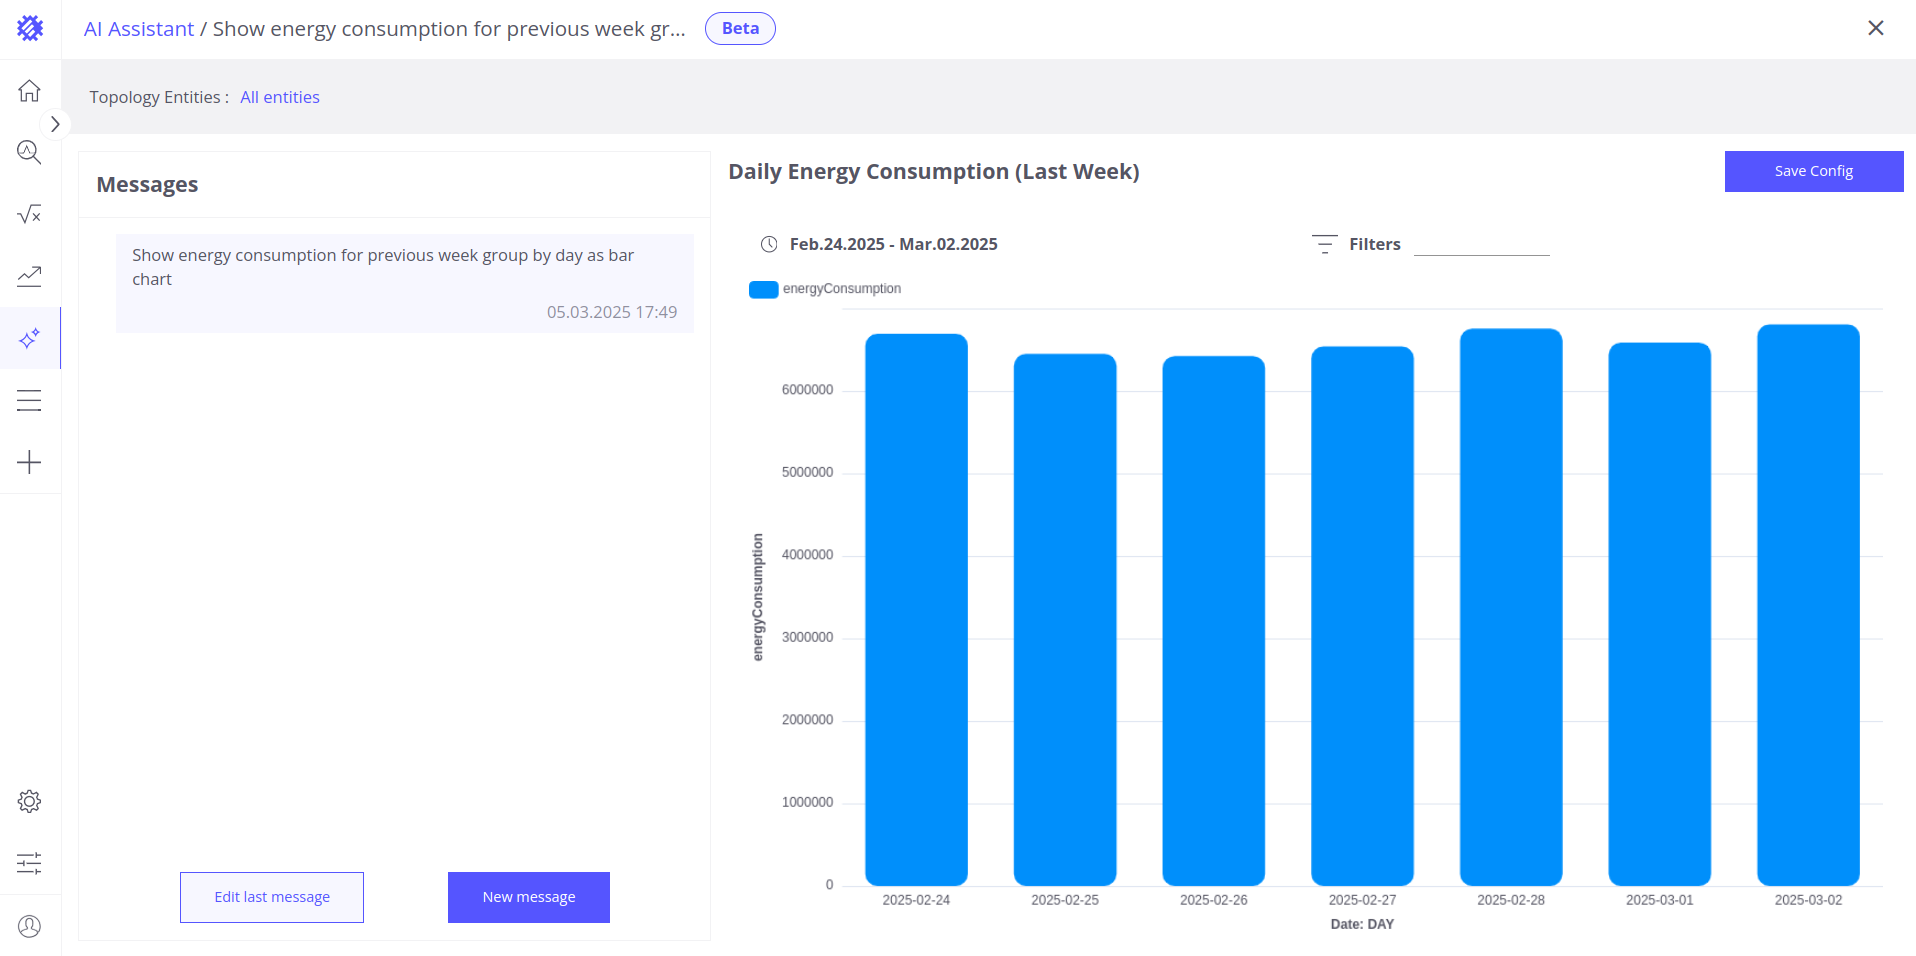 AI Assistant / Show energy consumption for previous week gr...
Beta
Topology Entities : All entities
Messages
Show energy consumption for previous week group by day as bar
chart
05.03.2025 17:49
Edit last message
New message
Daily Energy Consumption (Last Week)
Save Config
Feb.24.2025 - Mar.02.2025
Filters
energyConsumption
energyConsumption
6000000
5000000
4000000
3000000
2000000
1000000
0
2025-02-24
2025-02-25
2025-02-26
2025-02-27
2025-02-28
2025-03-01
2025-03-02
Date: DAY